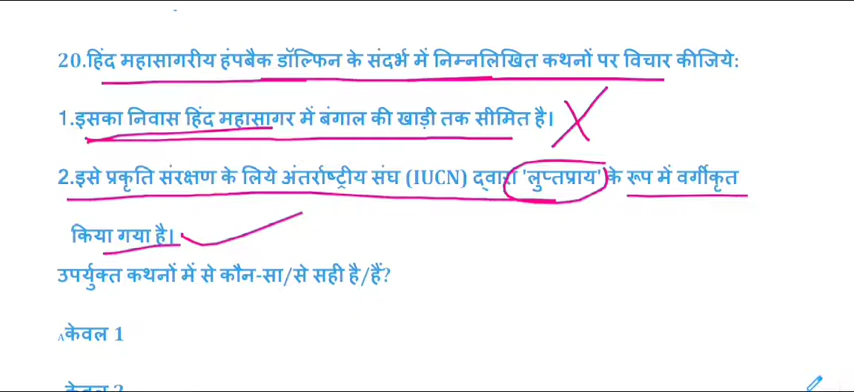 20.हिंद महासागरीय हंपबैक डॉल्फिन के संदर्भ में निम्नलिखित कथनों पर विचार कीजिये:
1.इसका निवास हिंद महासागर में बंगाल की खाड़ी तक सीमित है।
2.इसे प्रकृति संरक्षण के लिये अंतर्राष्ट्रीय संघ (IUCN) द्वारा 'लुप्तप्राय' के रूप में वर्गीकृत
किया गया है।
उपर्युक्त कथनों में से कौन-सा/से सही है/हैं?
Aकेवल 1